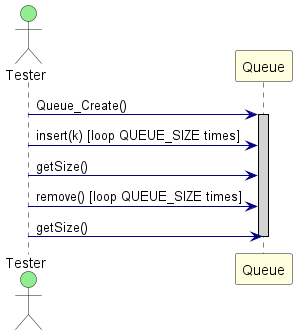 Tester
Queue
Queue_Create()
insert(k) [loop QUEUE_SIZE times]
getSize()
remove() [loop QUEUE_SIZE times]
getSize()
Tester
Queue